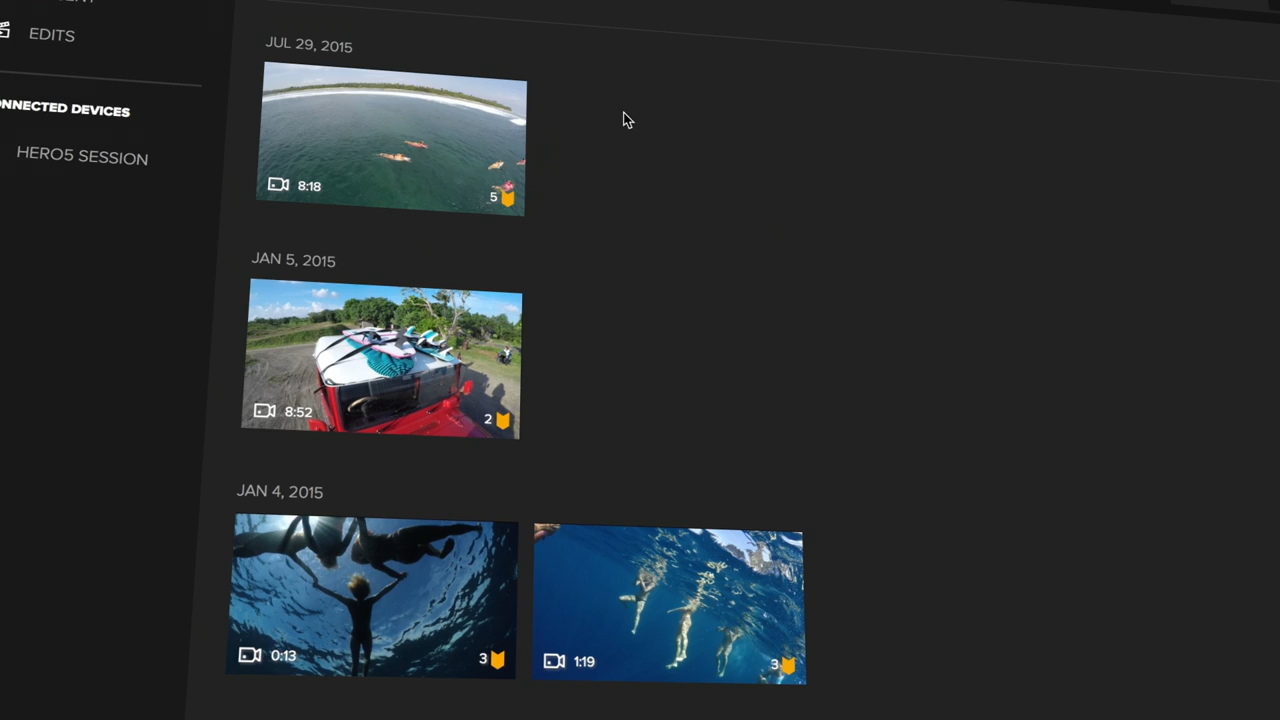 EDITS
CONNECTED DEVICES
HERO5 SESSION
JUL 29, 2015
8:18
5
JAN 5, 2015
8:52
2
JAN 4, 2015
0:13
3
1:19
3